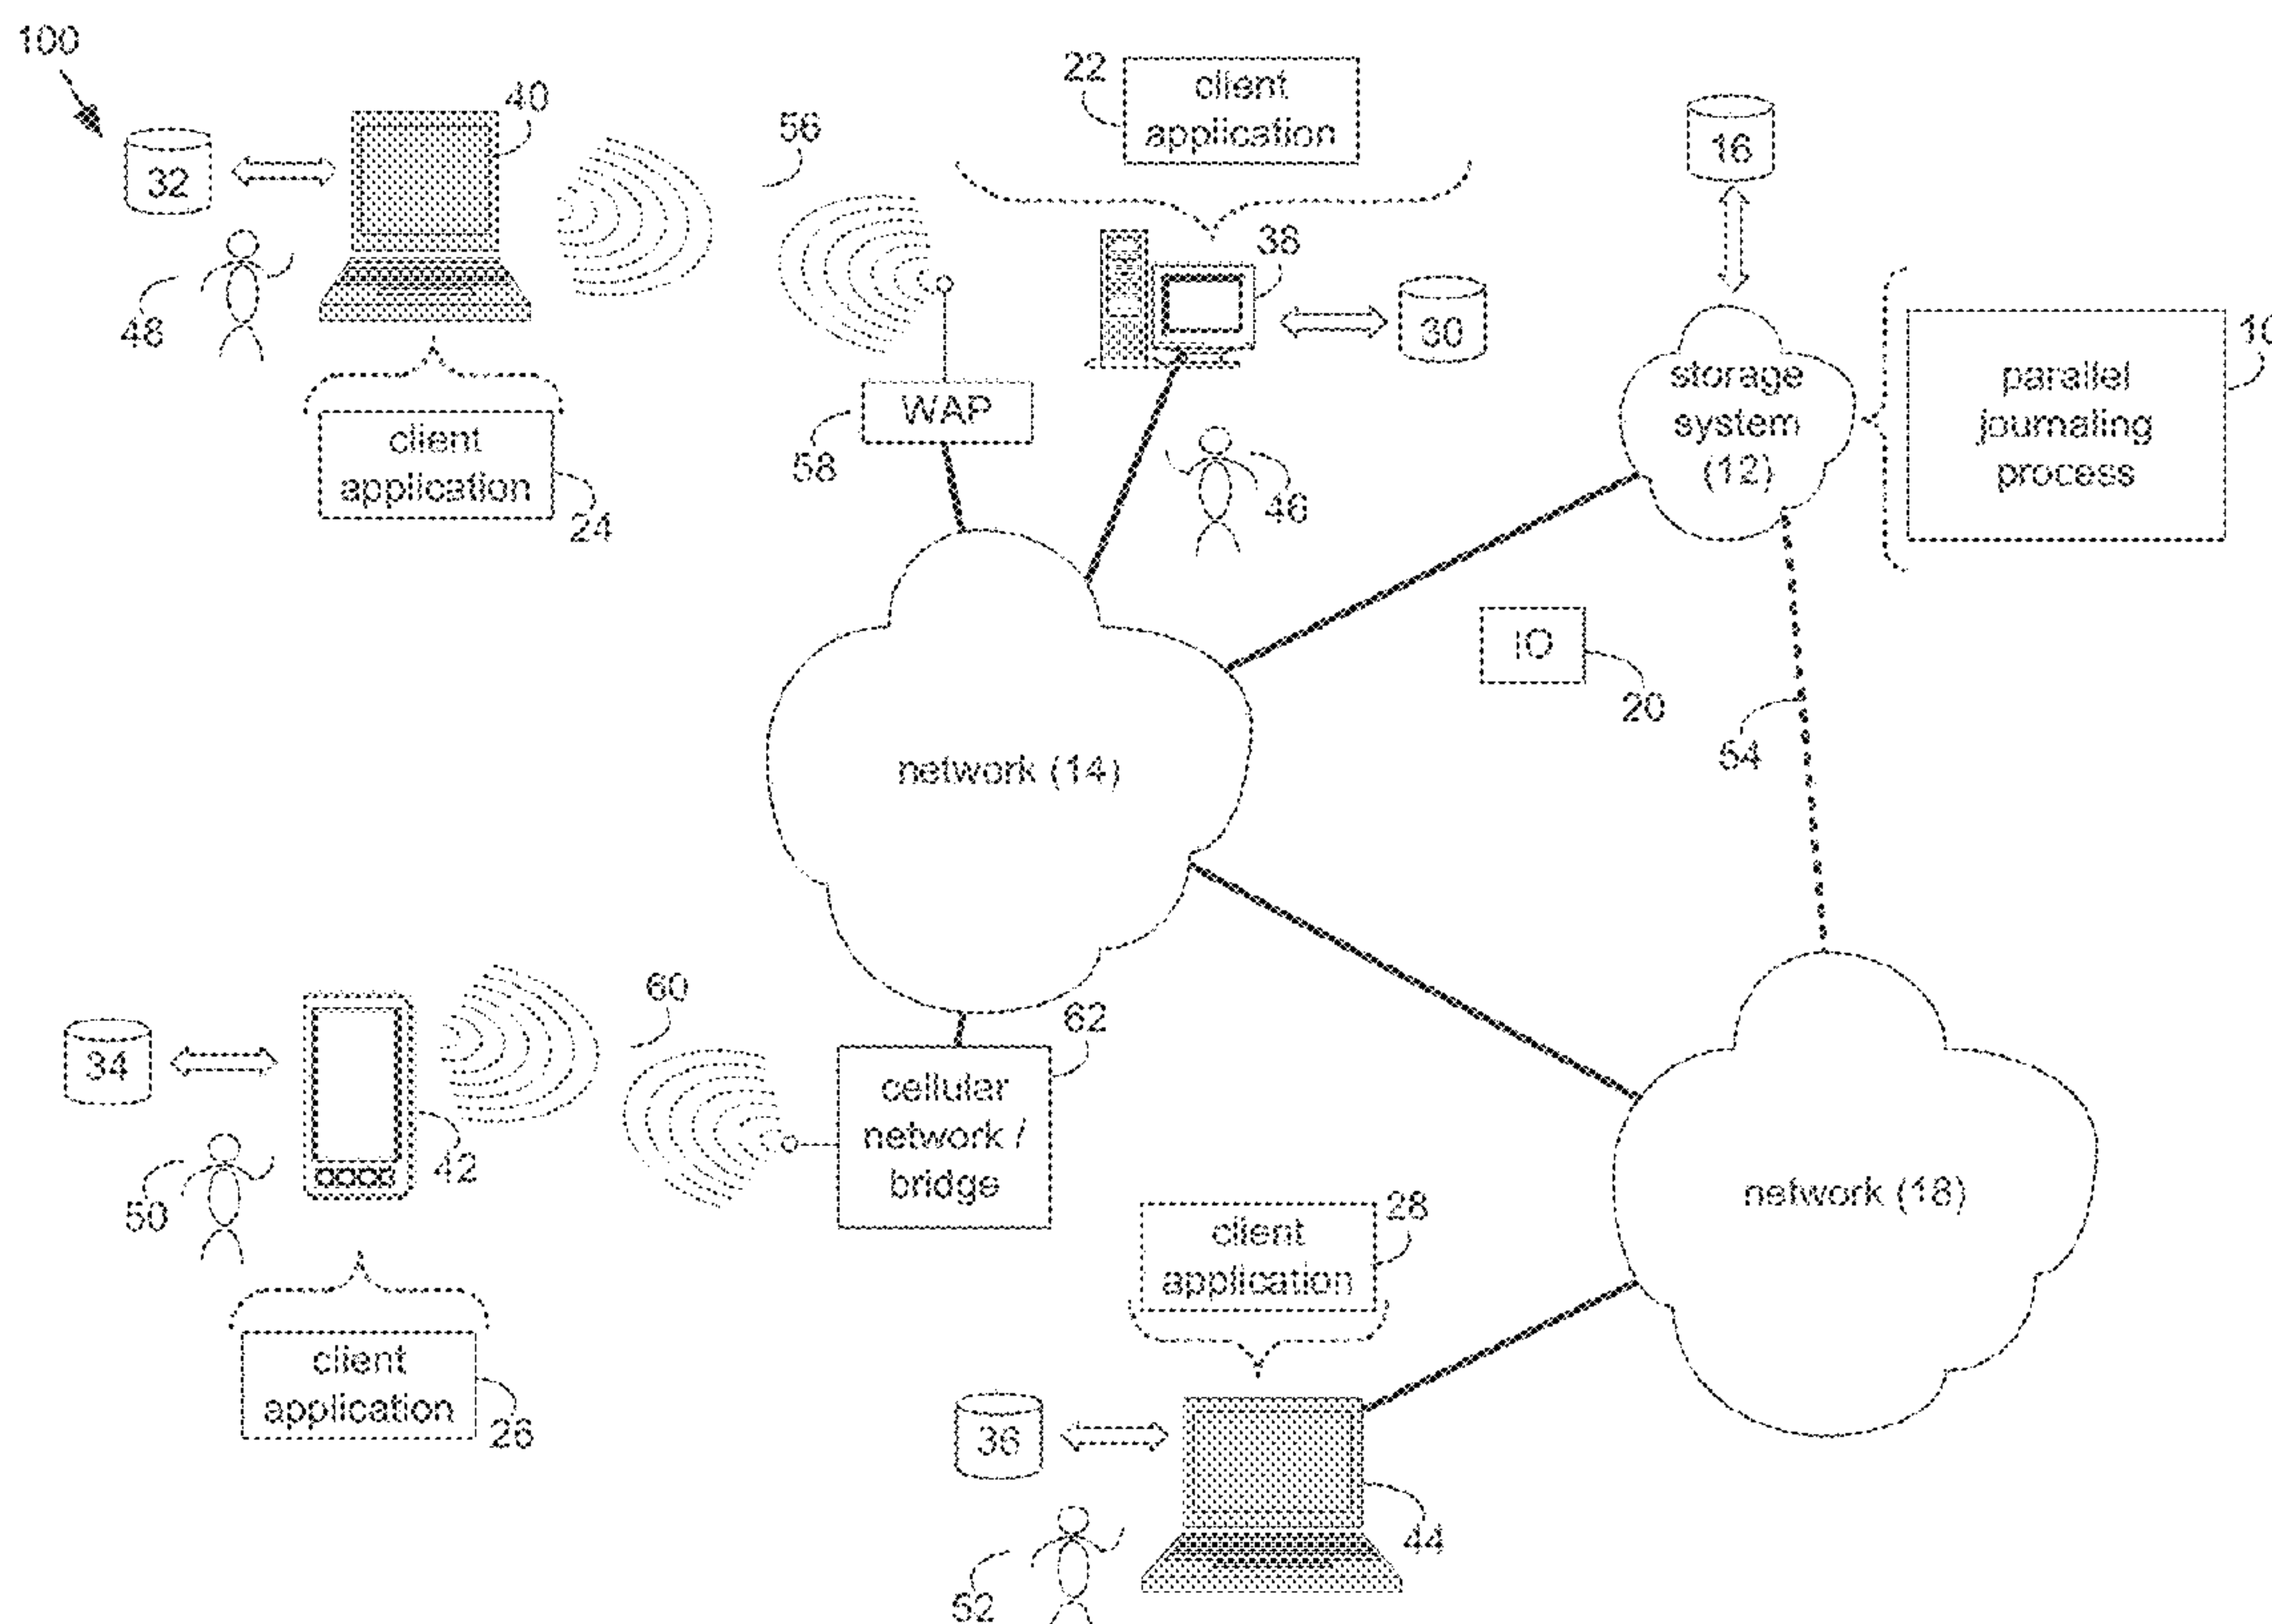 100
40
32
48
client
application
24
56
22
client
application
38
30
WAP
58
46
16
storage
system
(12)
parallel
journaling
process
10
IO
20
54
network (14)
34
42
50
client
application
26
60
62
cellular
network /
bridge
network (18)
28
client
application
36
44
52